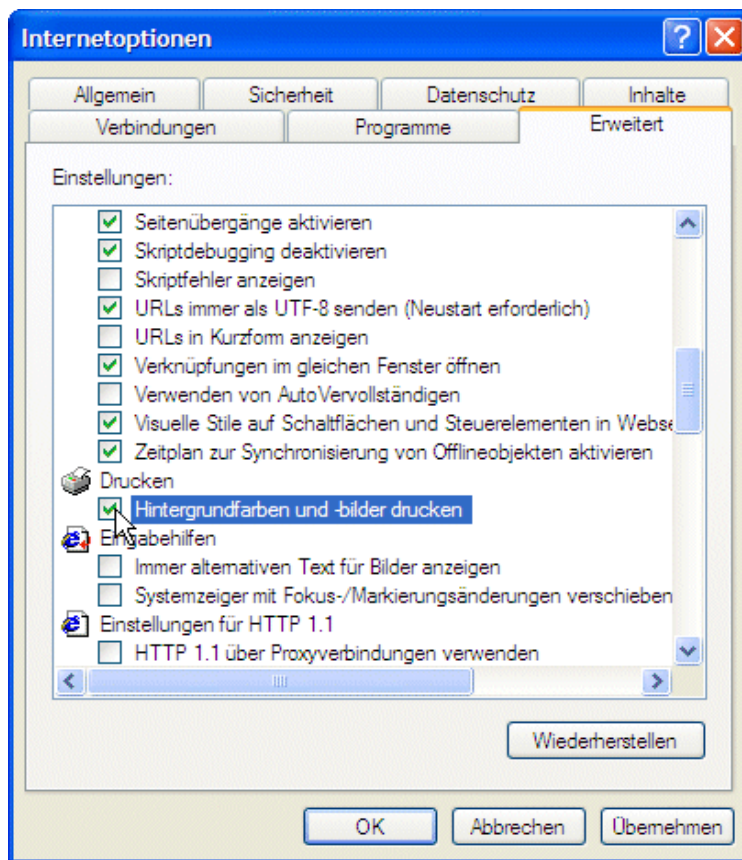 Internetoptionen
Allgemein Sicherheit Datenschutz Inhalte
Verbindungen Programme Erweitert
Einstellungen:
Seitenübergänge aktivieren
Skriptdebugging deaktivieren
Skriptfehler anzeigen
URLs immer als UTF-8 senden (Neustart erforderlich)
URLs in Kurzform anzeigen
Verknüpfungen im gleichen Fenster öffnen
Verwenden von AutoVervollständigen
Visuelle Stile auf Schaltflächen und Steuerelementen in Webse
Zeitplan zur Synchronisierung von Offlineobjekten aktivieren
Drucken
Hintergrundfarben und -bilder drucken
Eingabehilfen
Immer alternativen Text für Bilder anzeigen
Systemzeiger mit Fokus-/Markierungsänderungen verschieben
Einstellungen für HTTP 1.1
HTTP 1.1 über Proxyverbindungen verwenden
Wiederherstellen
OK Abbrechen Übernehmen